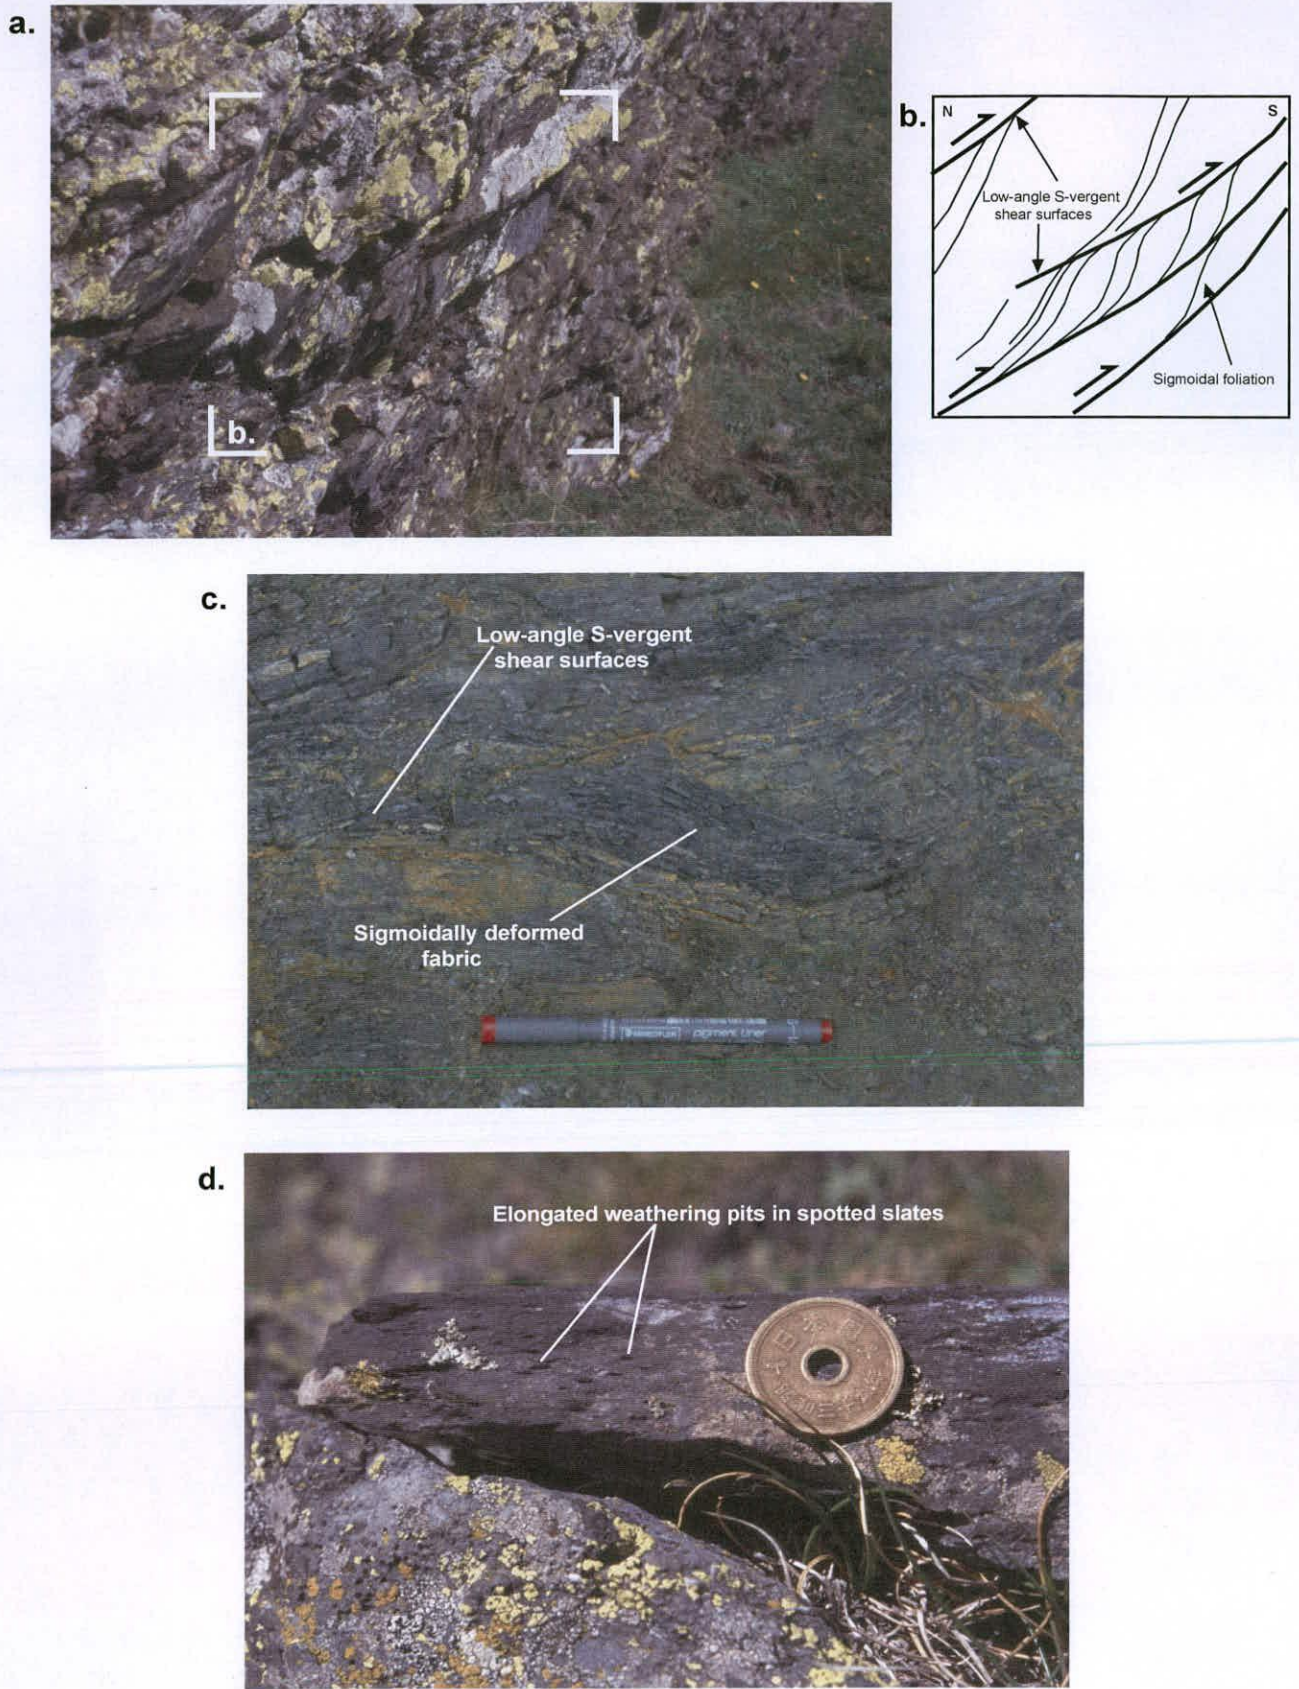 a.
b.
b.
N
S
Low-angle S-vergent
shear surfaces
Sigmoidal foliation
c.
Low-angle S-vergent
shear surfaces
Sigmoidally deformed
fabric
pigment liner
d.
Elongated weathering pits in spotted slates